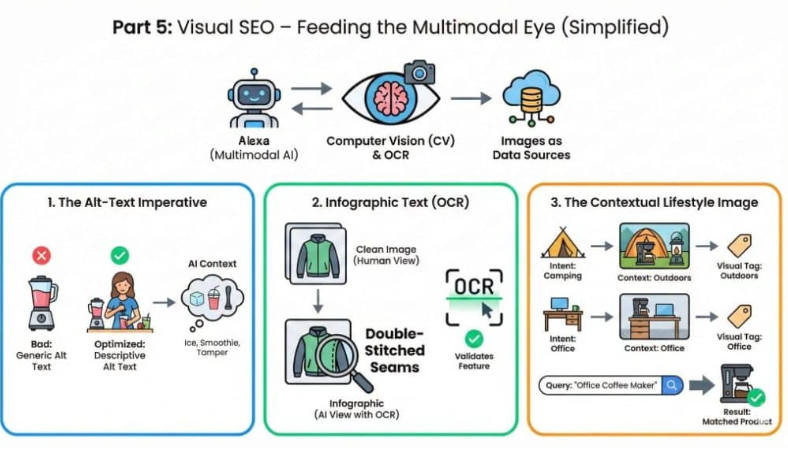 Part 5: Visual SEO – Feeding the Multimodal Eye (Simplified)
Alexa
(Multimodal AI)
Computer Vision (CV)
& OCR
Images as
Data Sources
1. The Alt-Text Imperative
Bad:
Generic Alt
Text
Optimized:
Descriptive
Alt Text
AI Context
Ice, Smoothie,
Tamper
2. Infographic Text (OCR)
Clean Image
(Human View)
Double-
Stitched
Seams
Infographic
(AI View with OCR)
OCR
Validates
Feature
3. The Contextual Lifestyle Image
Intent:
Camping
Context: Outdoors
Visual Tag:
Outdoors
Intent:
Office
Context: Office
Visual Tag:
Office
Query: "Office Coffee Maker"
Result:
Matched Product